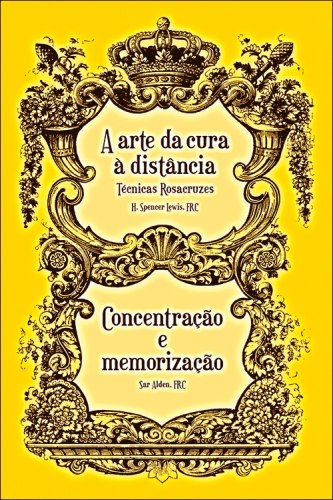 A arte da cura
à distância
Técnicas Rosacruzes
H. Spencer Lewis, FRC
Concentração
e
memorização
Sar Alden, FRC